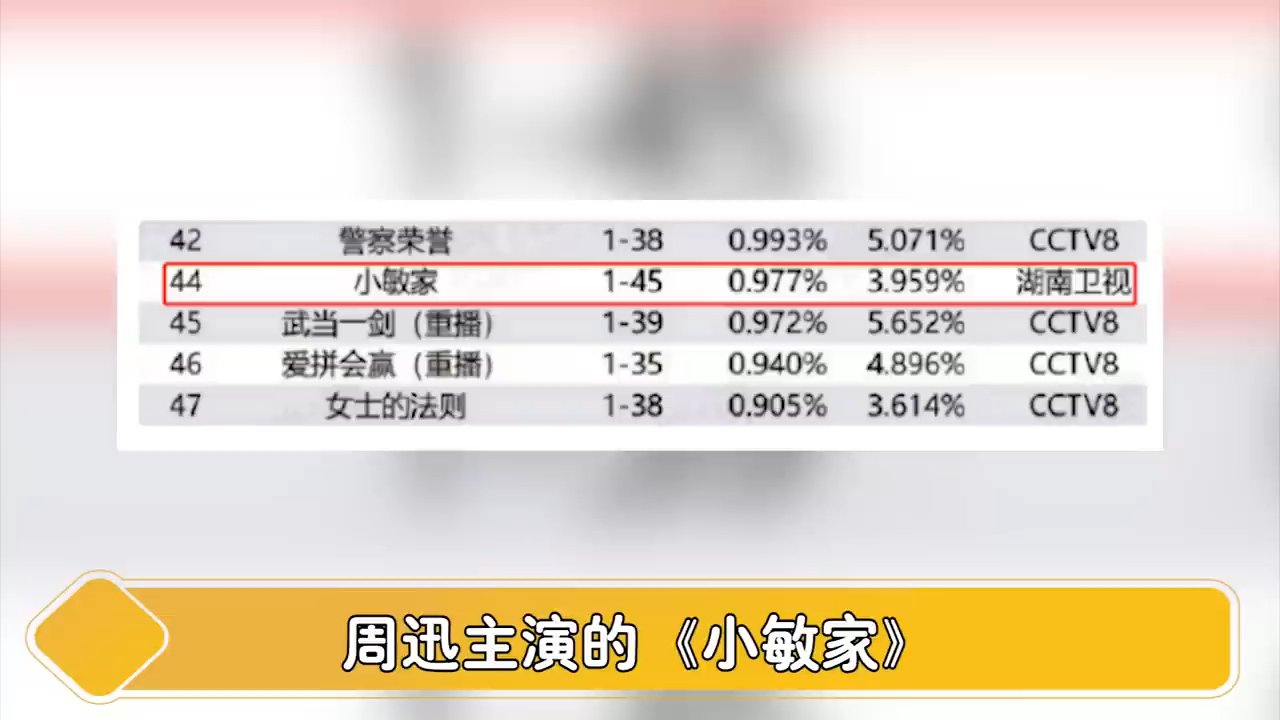 42 警察荣誉 1-38 0.993% 5.071% CCTV8
44 小敏家 1-45 0.977% 3.959% 湖南卫视
45 武当一剑（重播） 1-39 0.972% 5.652% CCTV8
46 爱拼会赢（重播） 1-35 0.940% 4.896% CCTV8
47 女士的法则 1-38 0.905% 3.614% CCTV8
周迅主演的《小敏家》